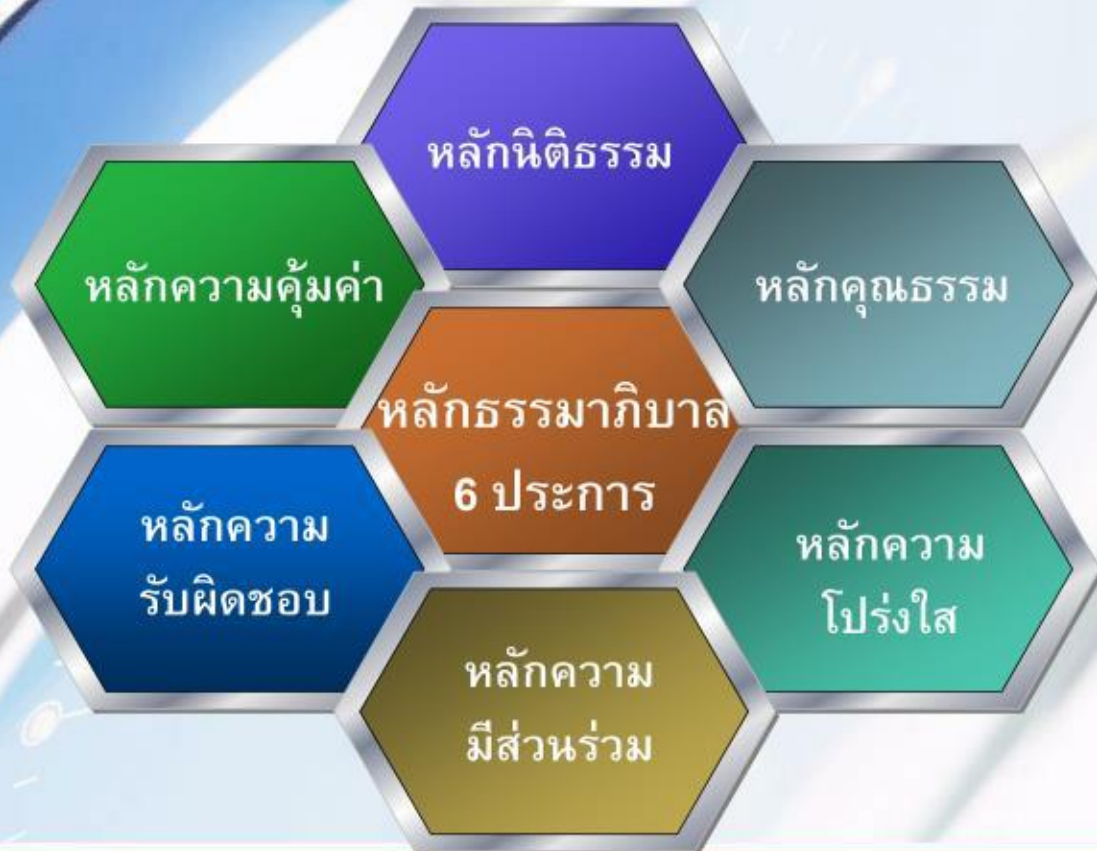 หลักนิติธรรม
หลักความคุ้มค่า
หลักคุณธรรม
หลักธรรมาภิบาล
6 ประการ
หลักความ
รับผิดชอบ
หลักความ
โปร่งใส
หลักความ
มีส่วนร่วม